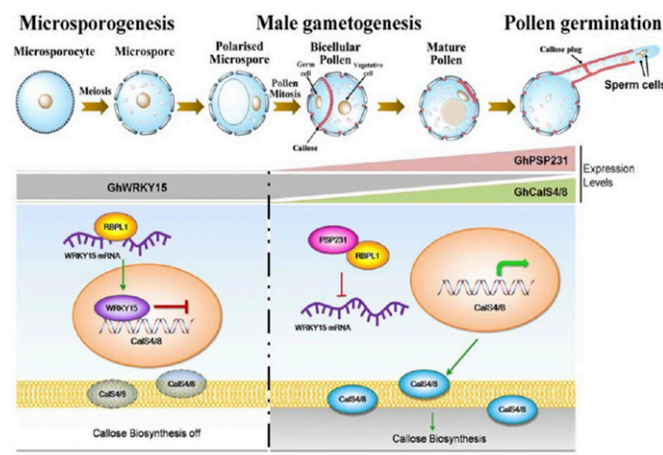 Microsporogenesis
Male gametogenesis
Pollen germination
Microsporocyte
Microspore
Polarised
Microspore
Bicellular
Pollen
Mature
Pollen
Callose plug
Sperm cells
Germ
cell
Vegetative
cell
Meiosis
Pollen
Mitosis
Callose
GhPSP231
GhWRKY15
GhCalS4/8
Expression
Levels
RBPL1
WRKY15 mRNA
WRKY15
CalS4/8
CalS4/8
CalS4/8
Callose Biosynthesis off
PSP231
RBPL1
WRKY15 mRNA
CalS4/8
CalS4/8
CalS4/8
CalS4/8
Callose Biosynthesis